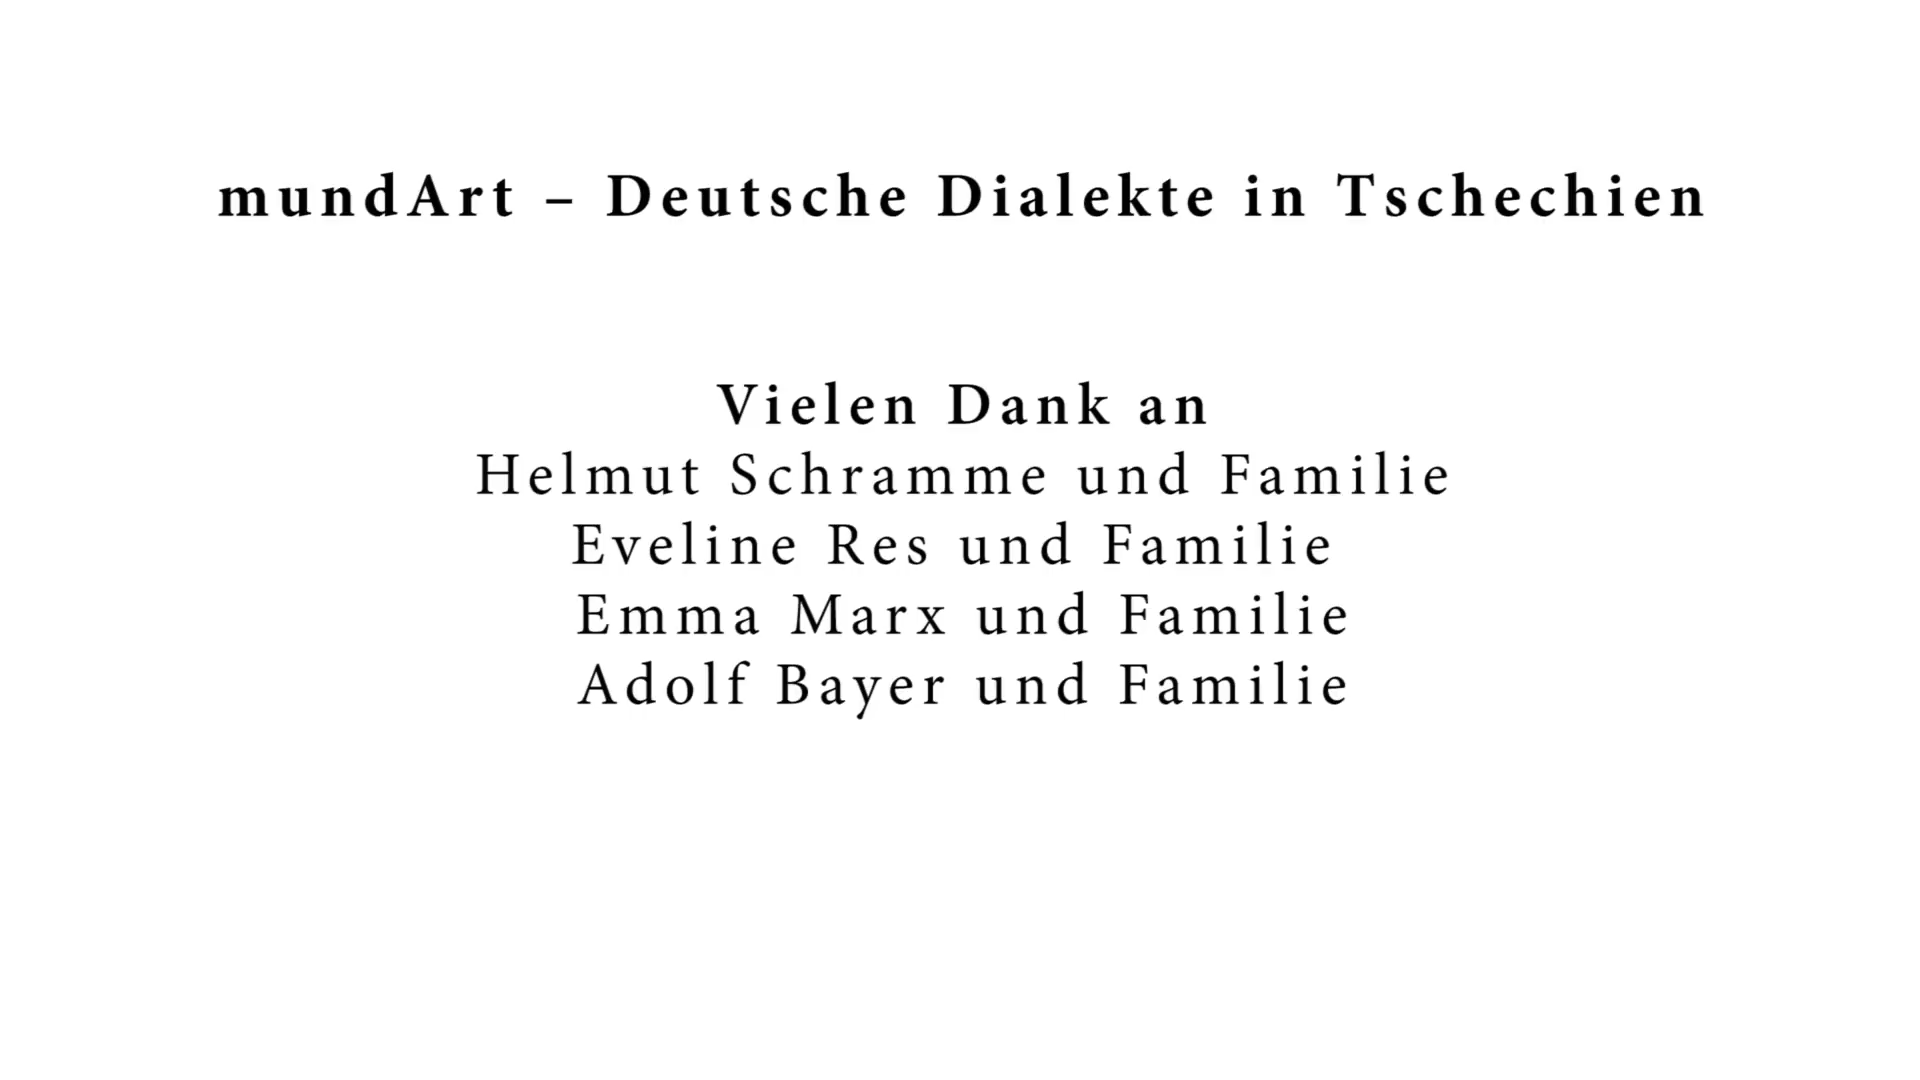 mundArt – Deutsche Dialekte in Tschechien
Vielen Dank an
Helmut Schramme und Familie
Eveline Res und Familie
Emma Marx und Familie
Adolf Bayer und Familie